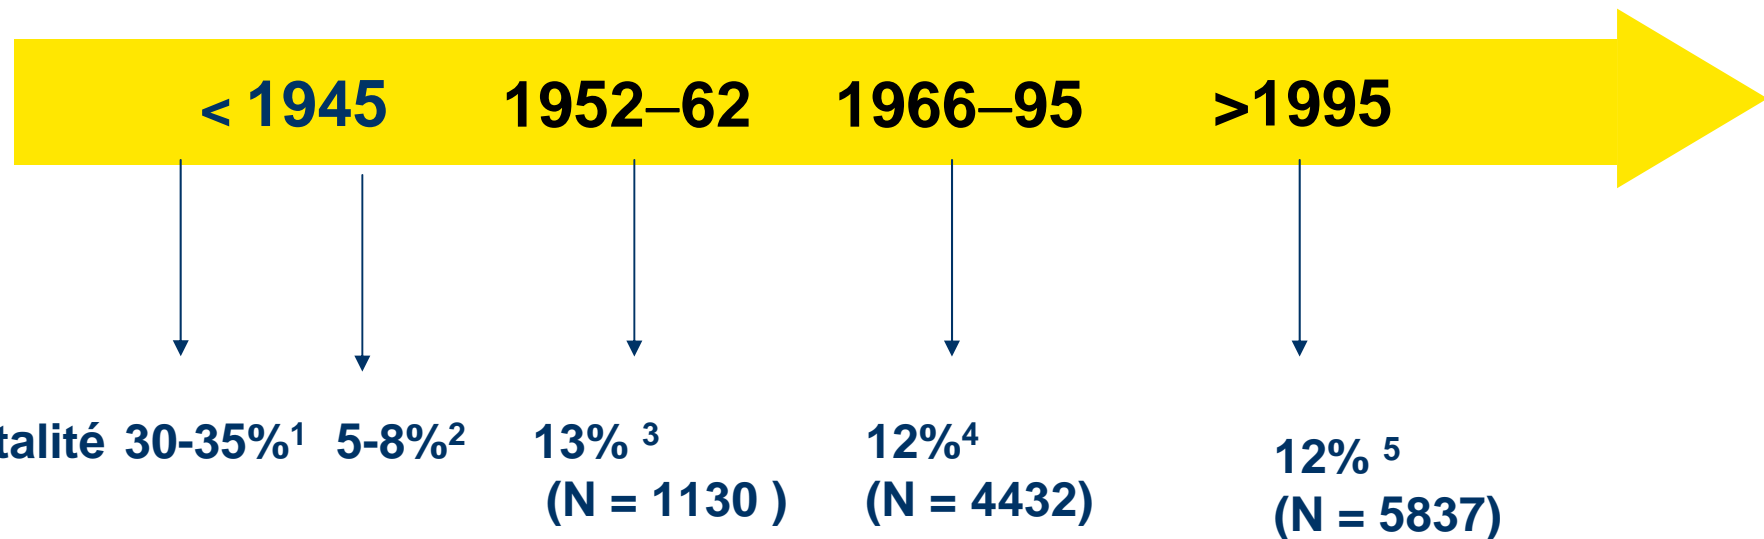 < 1945 1952–62 1966–95 >1995
talité 30-35%¹ 5-8%² 13% ³ 12%⁴ 12% ⁵
(N = 1130 ) (N = 4432) (N = 5837)